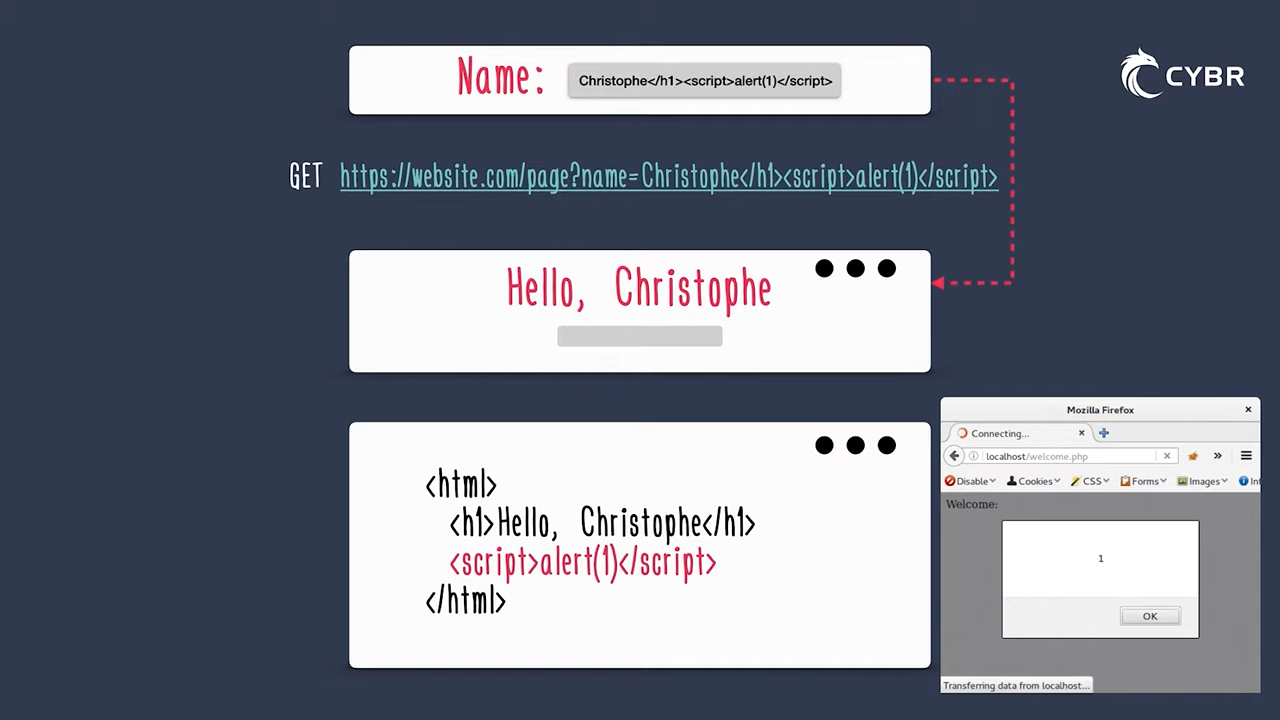 Name: Christophe</h1><script>alert(1)</script>
CYBR
GET https://website.com/page?name=Christophe</h1><script>alert(1)</script>
Hello, Christophe
<html>
<h1>Hello, Christophe</h1>
<script>alert(1)</script>
</html>
Mozilla Firefox
Connecting...
localhost/welcome.php
Disable Cookies CSS Forms Images Inf
Welcome:
1
OK
Transferring data from localhost...